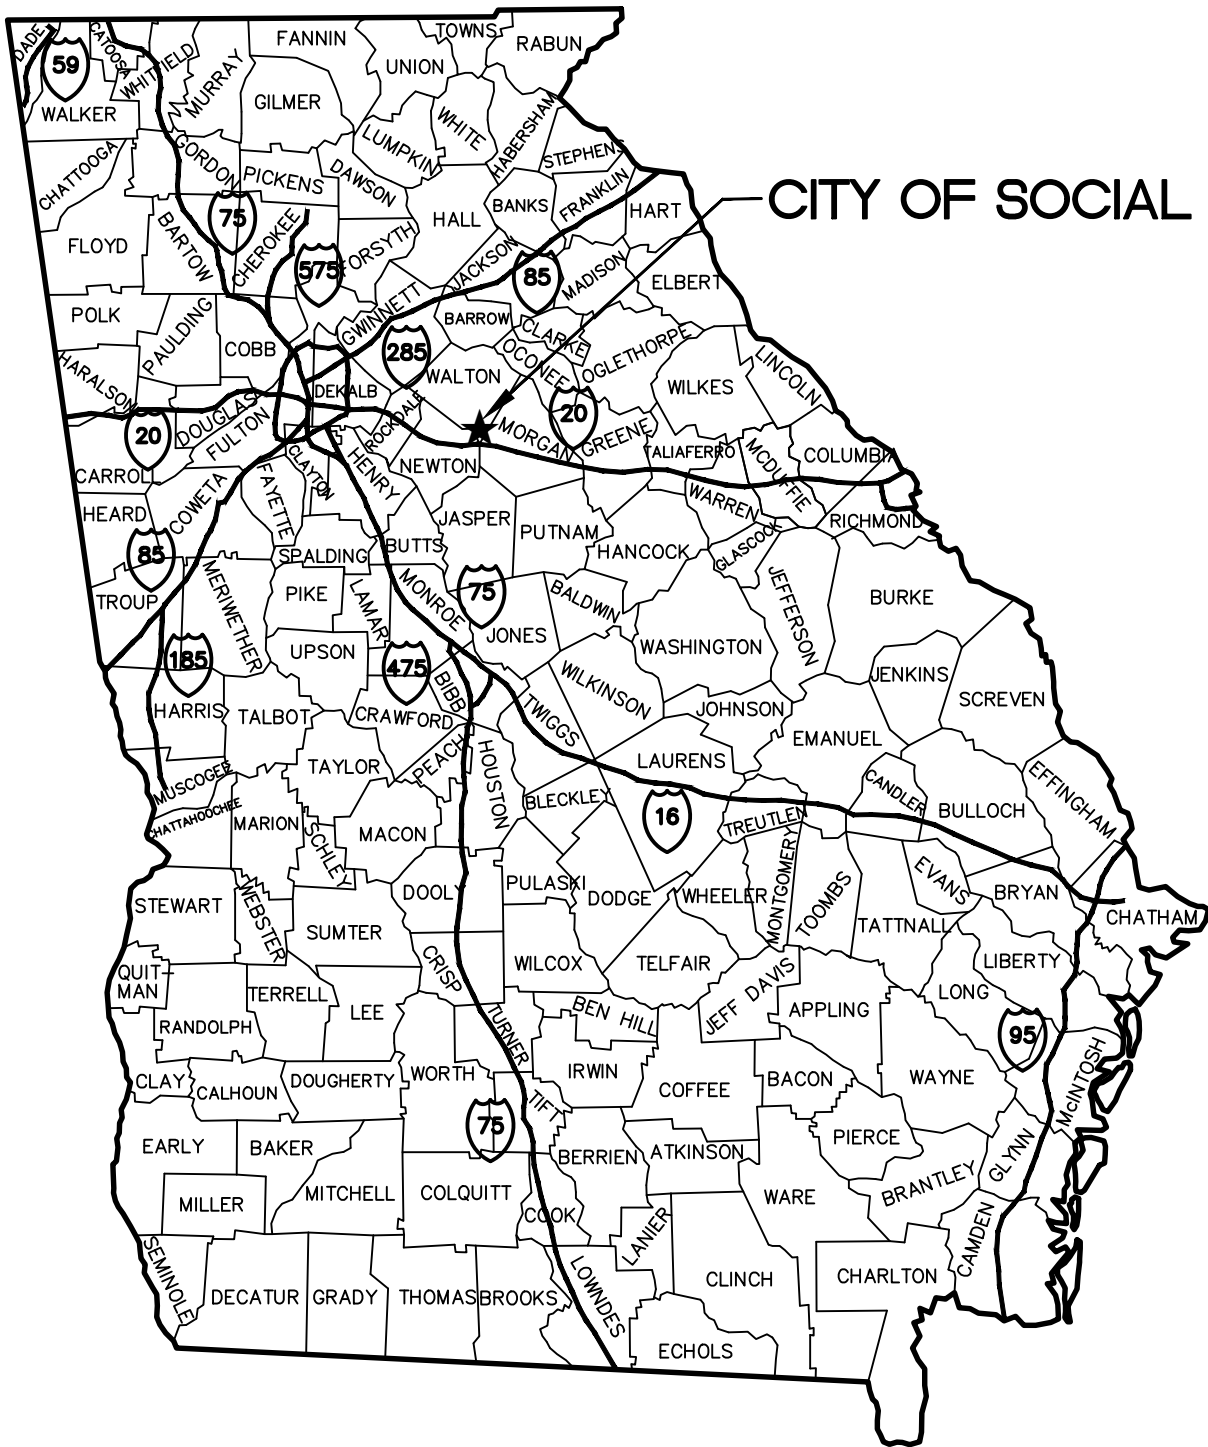 DADE
CATOOSA
WHITFIELD
MURRAY
FANNIN
TOWNS
RABUN
UNION
59
WALKER
GILMER
WHITE
LUMPKIN
HABERSHAM
STEPHENS
CHATTOOGA
GORDON
PICKENS
DAWSON
HALL
BANKS
FRANKLIN
HART
CITY OF SOCIAL
75
FLOYD
BARTOW
CHEROKEE
575
FORSYTH
JACKSON
85
MADISON
ELBERT
POLK
PAULDING
GWINNETT
BARROW
CLARKE
COBB
285
OCONEE
OGLETHORPE
LINCOLN
HARALSON
DEKALB
WALTON
WILKES
DOUGLAS
FULTON
ROCKDALE
20
20
MORGAN
GREENE
TALIAFERRO
MCDUFFIE
COLUMBIA
CARROLL
CLAYTON
HENRY
NEWTON
HEARD
COWETA
FAYETTE
WARREN
RICHMOND
JASPER
PUTNAM
HANCOCK
GLASCOCK
85
SPALDING
BUTTS
TROUP
MERIWETHER
PIKE
LAMAR
MONROE
75
JONES
BALDWIN
JEFFERSON
BURKE
185
UPSON
475
WASHINGTON
JENKINS
HARRIS
TALBOT
CRAWFORD
BIBB
TWIGGS
WILKINSON
JOHNSON
SCREVEN
EMANUEL
MUSCOGEE
TAYLOR
PEACH
HOUSTON
LAURENS
CANDLER
EFFINGHAM
CHATTAHOOCHEE
MARION
SCHLEY
MACON
BLECKLEY
16
TREUTLEN
BULLOCH
STEWART
WEBSTER
DOOLY
PULASKI
DODGE
WHEELER
MONTGOMERY
TOOMBS
EVANS
BRYAN
SUMTER
TATTNALL
CHATHAM
QUIT-
MAN
CRISP
WILCOX
TELFAIR
LIBERTY
TERRELL
LEE
JEFF DAVIS
LONG
RANDOLPH
TURNER
BEN HILL
APPLING
95
CLAY
CALHOUN
DOUGHERTY
WORTH
IRWIN
COFFEE
BACON
WAYNE
McINTOSH
75
TIFT
EARLY
BAKER
BERRIEN
ATKINSON
PIERCE
GLYNN
MILLER
MITCHELL
COLQUITT
COOK
WARE
BRANTLEY
SEMINOLE
LANIER
CAMDEN
DECATUR
GRADY
THOMAS
BROOKS
LOWNDES
CLINCH
CHARLTON
ECHOLS